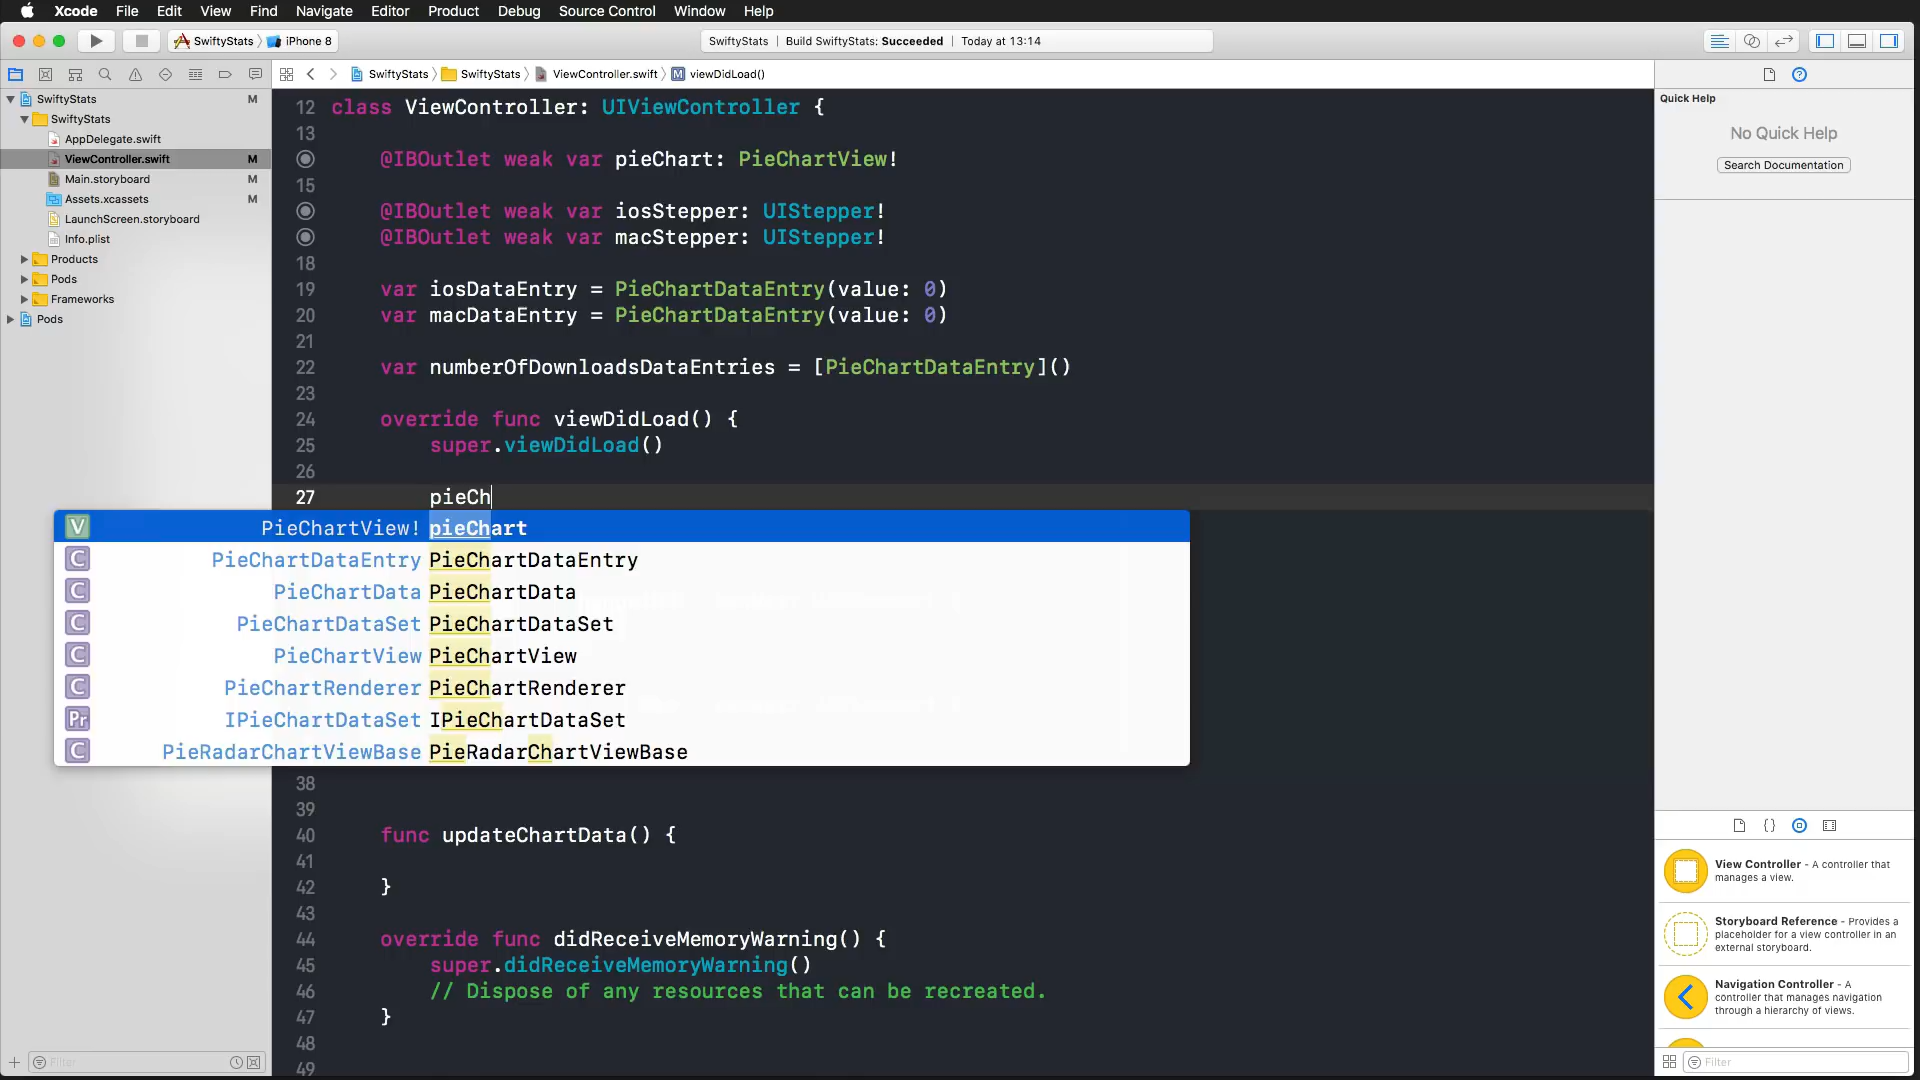 Xcode File Edit View Find Navigate Editor Product Debug Source Control Window Help
SwiftyStats iPhone 8
SwiftyStats Build SwiftyStats: Succeeded Today at 13:14
SwiftyStats SwiftyStats ViewController.swift M viewDidLoad()
SwiftyStats M
SwiftyStats
AppDelegate.swift
ViewController.swift M
Main.storyboard M
Assets.xcassets M
LaunchScreen.storyboard
Info.plist
Products
Pods
Frameworks
Pods
Filter
12 class ViewController: UIViewController {
13
@IBOutlet weak var pieChart: PieChartView!
15
@IBOutlet weak var iosStepper: UIStepper!
@IBOutlet weak var macStepper: UIStepper!
18
19 var iosDataEntry = PieChartDataEntry(value: 0)
20 var macDataEntry = PieChartDataEntry(value: 0)
21
22 var numberOfDownloadsDataEntries = [PieChartDataEntry]()
23
24 override func viewDidLoad() {
25 super.viewDidLoad()
26
27 pieCh
V PieChartView! pieChart
C PieChartDataEntry PieChartDataEntry
C PieChartData PieChartData
C PieChartDataSet PieChartDataSet
C PieChartView PieChartView
C PieChartRenderer PieChartRenderer
Pr IPieChartDataSet IPieChartDataSet
C PieRadarChartViewBase PieRadarChartViewBase
38
39
40 func updateChartData() {
41
42 }
43
44 override func didReceiveMemoryWarning() {
45 super.didReceiveMemoryWarning()
46 // Dispose of any resources that can be recreated.
47 }
48
49
Quick Help
No Quick Help
Search Documentation
View Controller - A controller that
manages a view.
Storyboard Reference - Provides a
placeholder for a view controller in an
external storyboard.
Navigation Controller - A
controller that manages navigation
through a hierarchy of views.
Filter